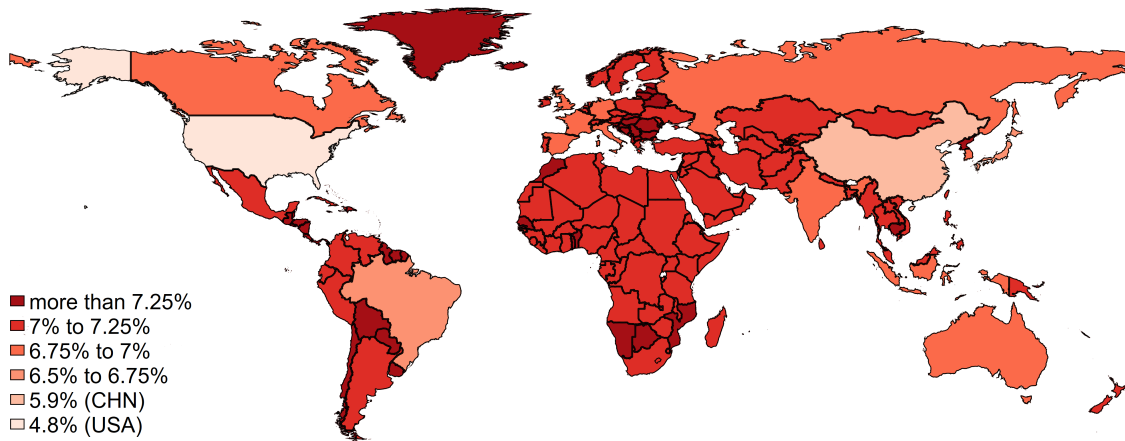 more than 7.25%
7% to 7.25%
6.75% to 7%
6.5% to 6.75%
5.9% (CHN)
4.8% (USA)